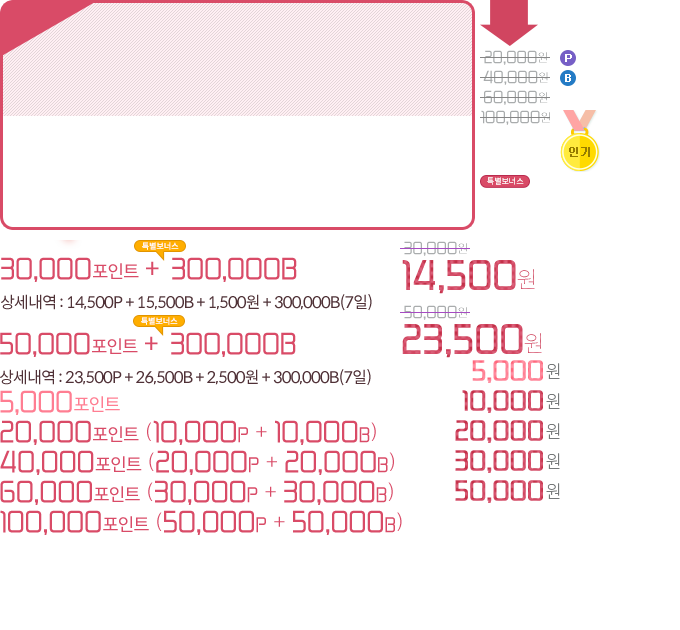 20,000원 P
40,000원 B
60,000원
100,000원
인기
특별보너스
특별보너스
30,000포인트 + 300,000B
30,000원
14,500원
상세내역 : 14,500P + 15,500B + 1,500원 + 300,000B(7일)
특별보너스
50,000포인트 + 300,000B
50,000원
23,500원
상세내역 : 23,500P + 26,500B + 2,500원 + 300,000B(7일)
5,000원
5,000포인트
10,000원
20,000포인트 (10,000P + 10,000B)
20,000원
40,000포인트 (20,000P + 20,000B)
30,000원
60,000포인트 (30,000P + 30,000B)
50,000원
100,000포인트 (50,000P + 50,000B)